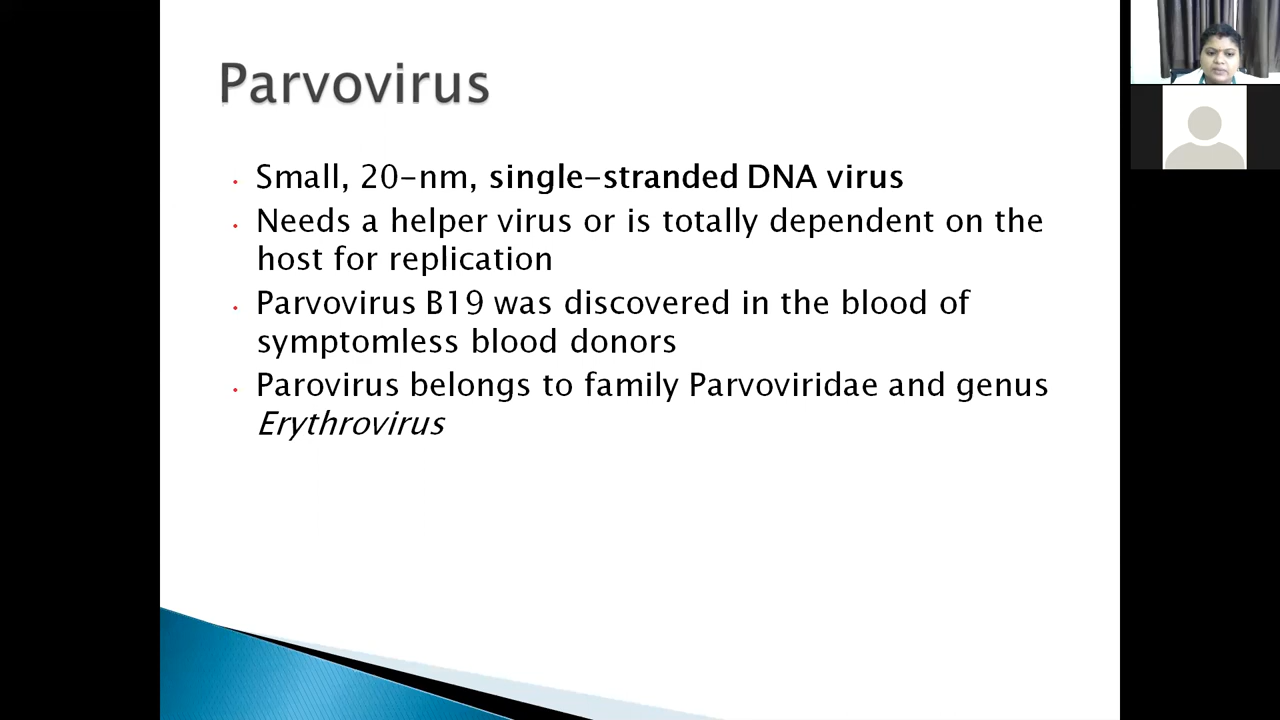 Parvovirus
• Small, 20-nm, single-stranded DNA virus
• Needs a helper virus or is totally dependent on the
host for replication
• Parvovirus B19 was discovered in the blood of
symptomless blood donors
• Parovirus belongs to family Parvoviridae and genus
Erythrovirus